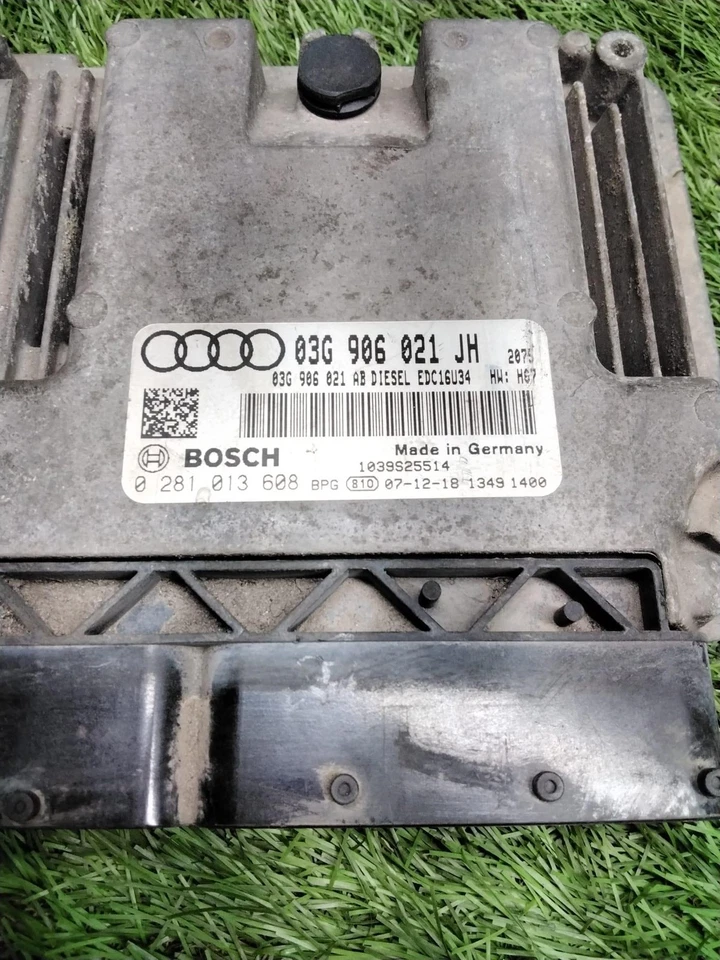 03G 906 021 JH 2075
03G 906 021 AB DIESEL EDC16U34 HW: H67
BOSCH Made in Germany
1039S25514
0 281 013 608 BPG 810 07-12-18 1349 1400